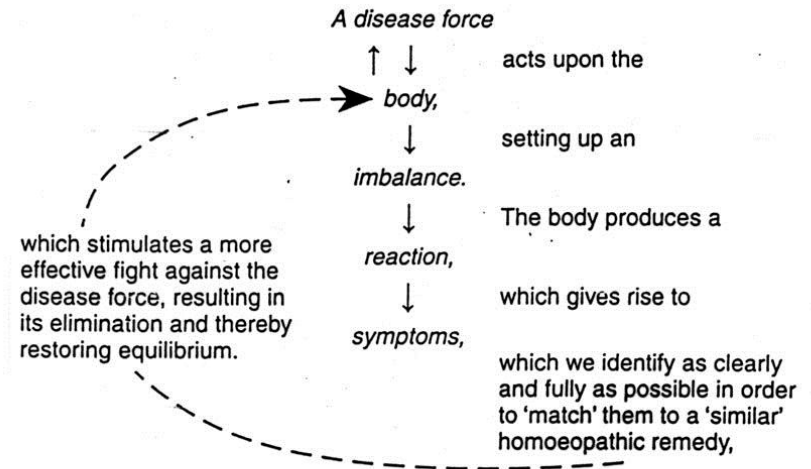 A disease force
acts upon the
body,
setting up an
imbalance.
The body produces a
reaction,
which gives rise to
symptoms,
which we identify as clearly
and fully as possible in order
to ‘match’ them to a ‘similar’
homoeopathic remedy,
which stimulates a more
effective fight against the
disease force, resulting in
its elimination and thereby
restoring equilibrium.